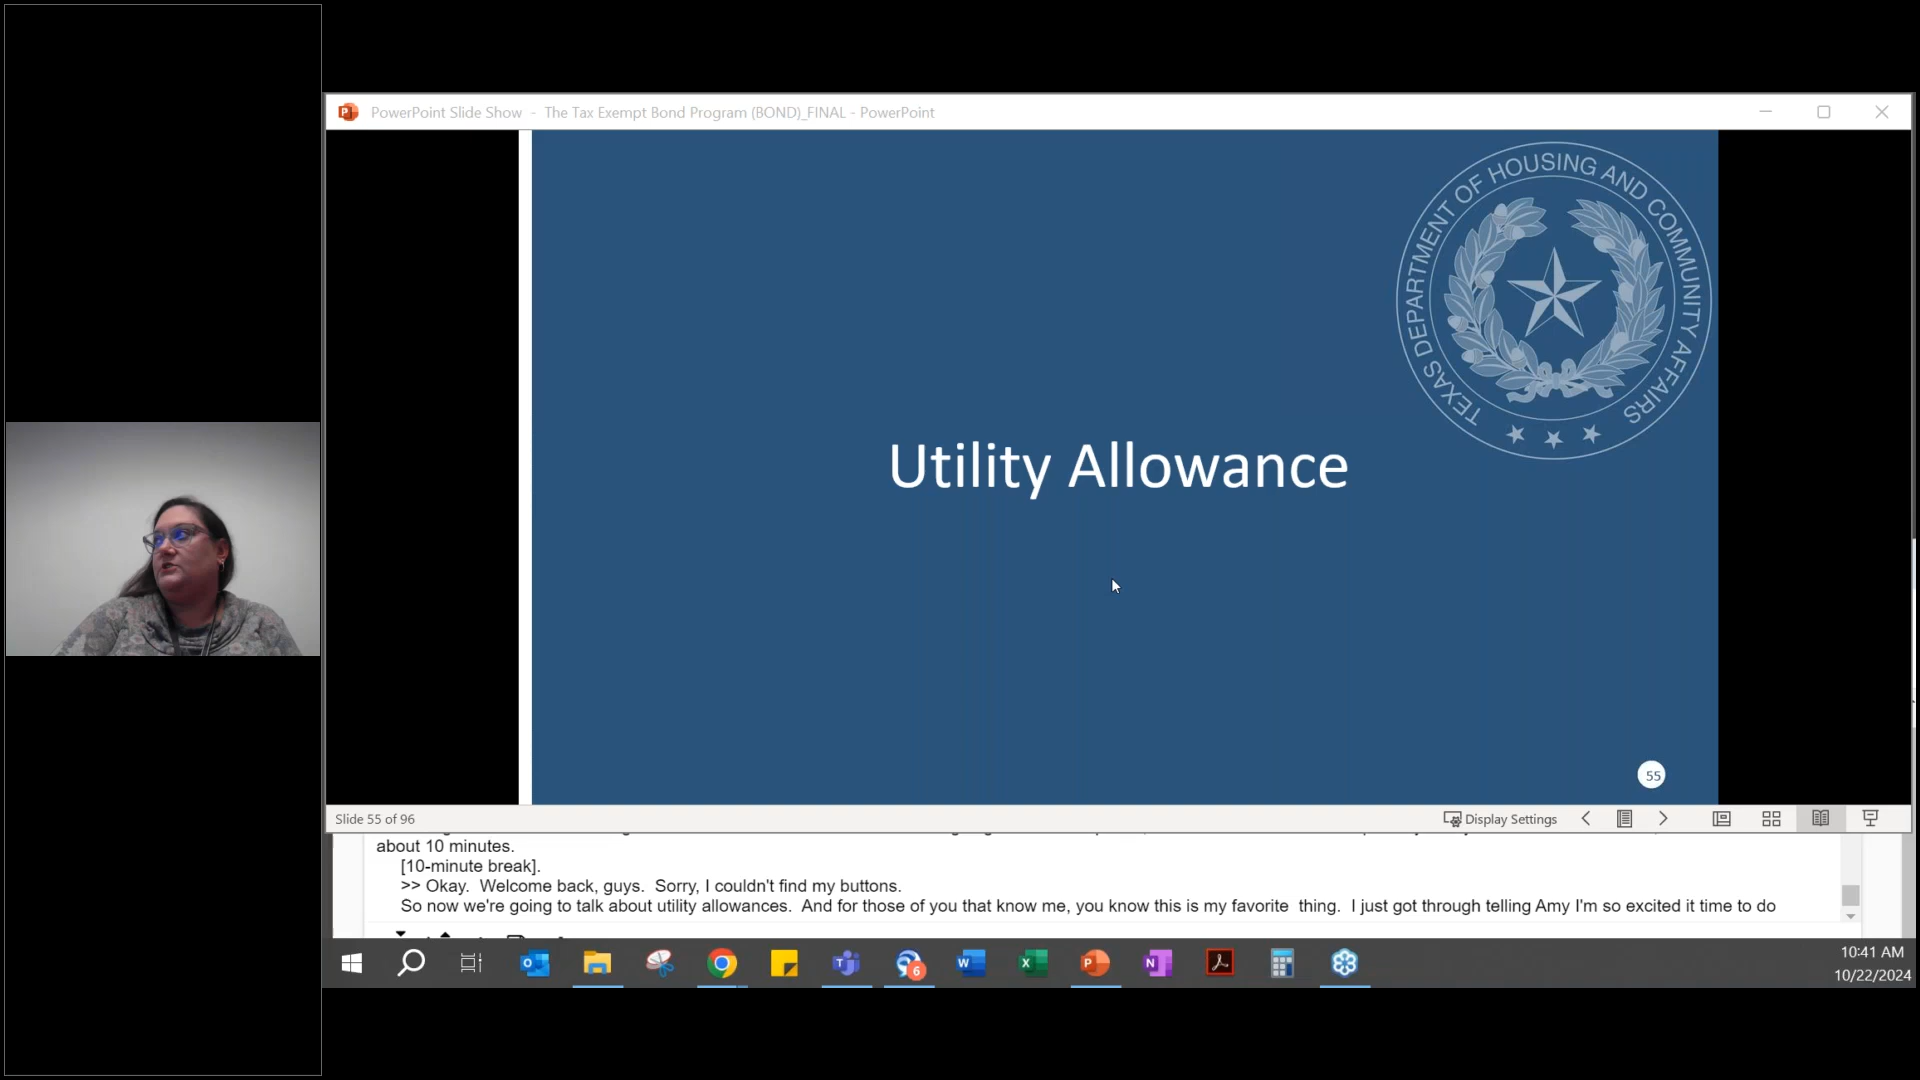 PowerPoint Slide Show - The Tax Exempt Bond Program (BOND)_FINAL - PowerPoint
TEXAS DEPARTMENT OF HOUSING AND COMMUNITY AFFAIRS
Utility Allowance
55
Slide 55 of 96
Display Settings
about 10 minutes.
[10-minute break].
>> Okay. Welcome back, guys. Sorry, I couldn't find my buttons.
So now we're going to talk about utility allowances. And for those of you that know me, you know this is my favorite thing. I just got through telling Amy I'm so excited it time to do
6
10:41 AM
10/22/2024